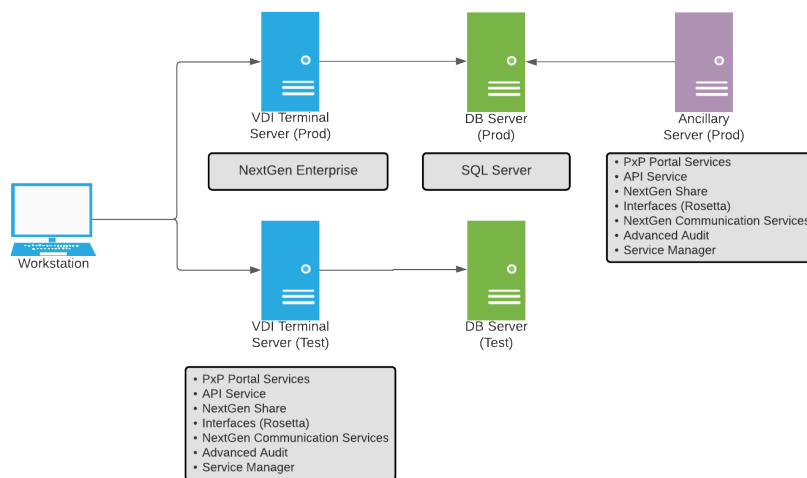 VDI Terminal
Server (Prod)
DB Server
(Prod)
Ancillary
Server (Prod)
NextGen Enterprise
SQL Server
• PxP Portal Services
• API Service
• NextGen Share
• Interfaces (Rosetta)
• NextGen Communication Services
• Advanced Audit
• Service Manager
Workstation
VDI Terminal
Server (Test)
DB Server
(Test)
• PxP Portal Services
• API Service
• NextGen Share
• Interfaces (Rosetta)
• NextGen Communication Services
• Advanced Audit
• Service Manager